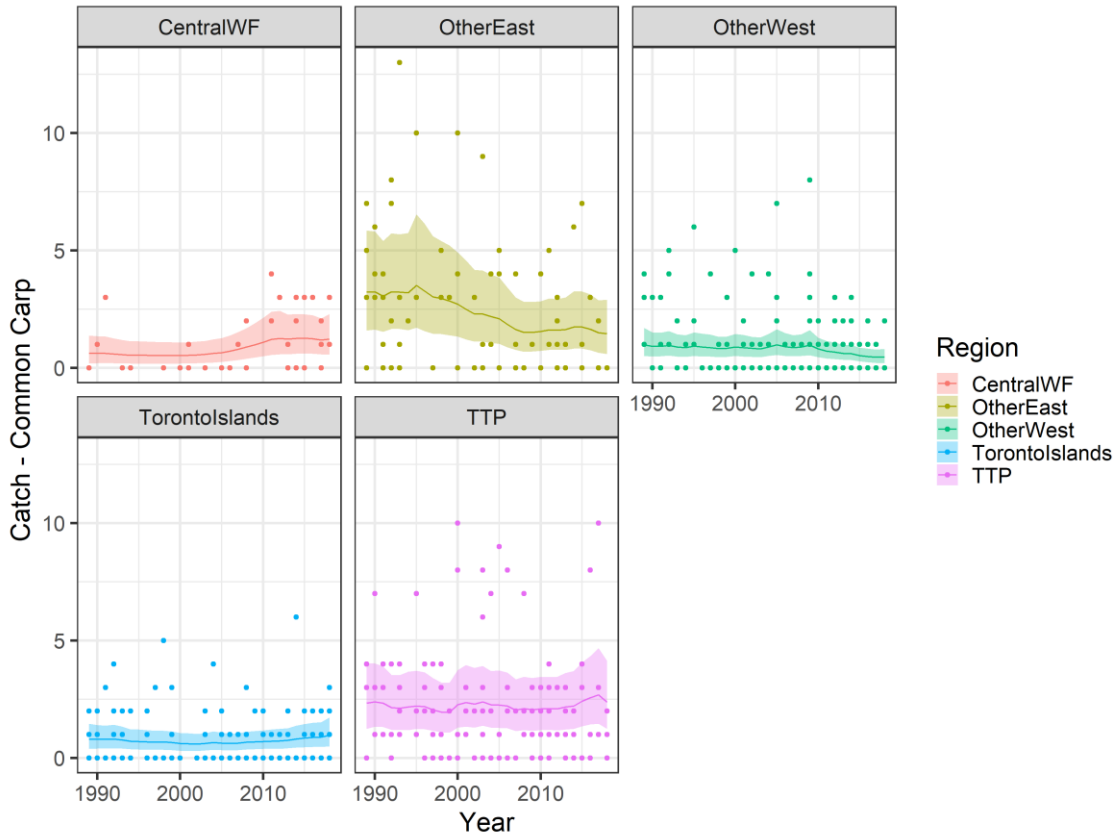 CentralWF
OtherEast
OtherWest
10
5
0
1990
2000
2010
TorontoIslands
TTP
10
5
0
1990
2000
2010
1990
2000
2010
Year
Catch - Common Carp
Region
CentralWF
OtherEast
OtherWest
TorontoIslands
TTP